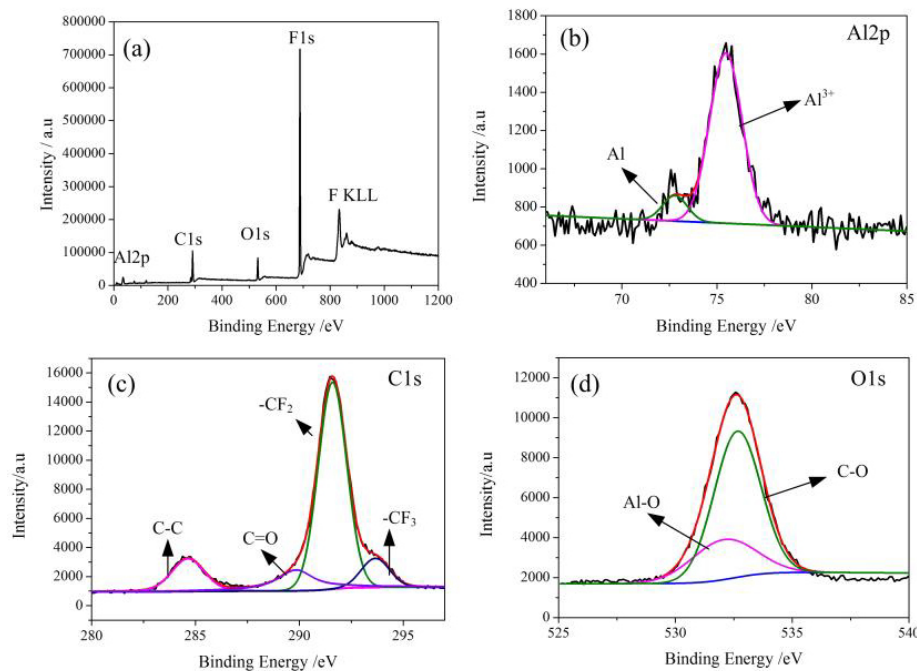 (a)
F1s
F KLL
O1s
C1s
Al2p
800000
700000
600000
500000
400000
300000
200000
100000
0
0 200 400 600 800 1000 1200
Intensity / a.u
Binding Energy /eV
(b)
Al2p
Al³⁺
Al
1800
1600
1400
1200
1000
800
600
400
70 75 80 85
Intensity /a.u
Binding Energy /eV
(c)
C1s
-CF₂
C-C
C=O
-CF₃
16000
14000
12000
10000
8000
6000
4000
2000
0
280 285 290 295
Intensity/a.u
Binding Energy /eV
(d)
O1s
C-O
Al-O
12000
10000
8000
6000
4000
2000
0
525 530 535 540
Intensity/a.u
Binding Energy /eV